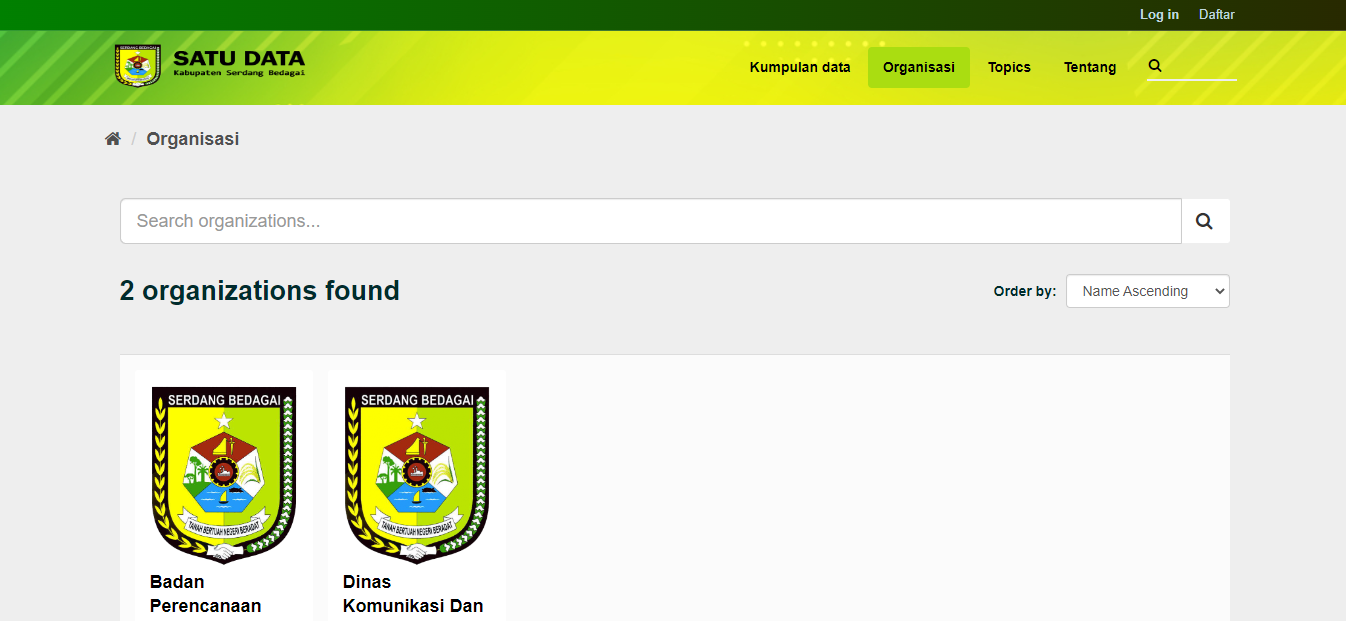 Log in Daftar
SATU DATA
Kabupaten Serdang Bedagai
Kumpulan data Organisasi Topics Tentang
/ Organisasi
Search organizations...
2 organizations found
Order by: Name Ascending
SERDANG BEDAGAI
TANAH BERTUAH NEGERI BERADAT
SERDANG BEDAGAI
TANAH BERTUAH NEGERI BERADAT
Badan
Perencanaan
Dinas
Komunikasi Dan